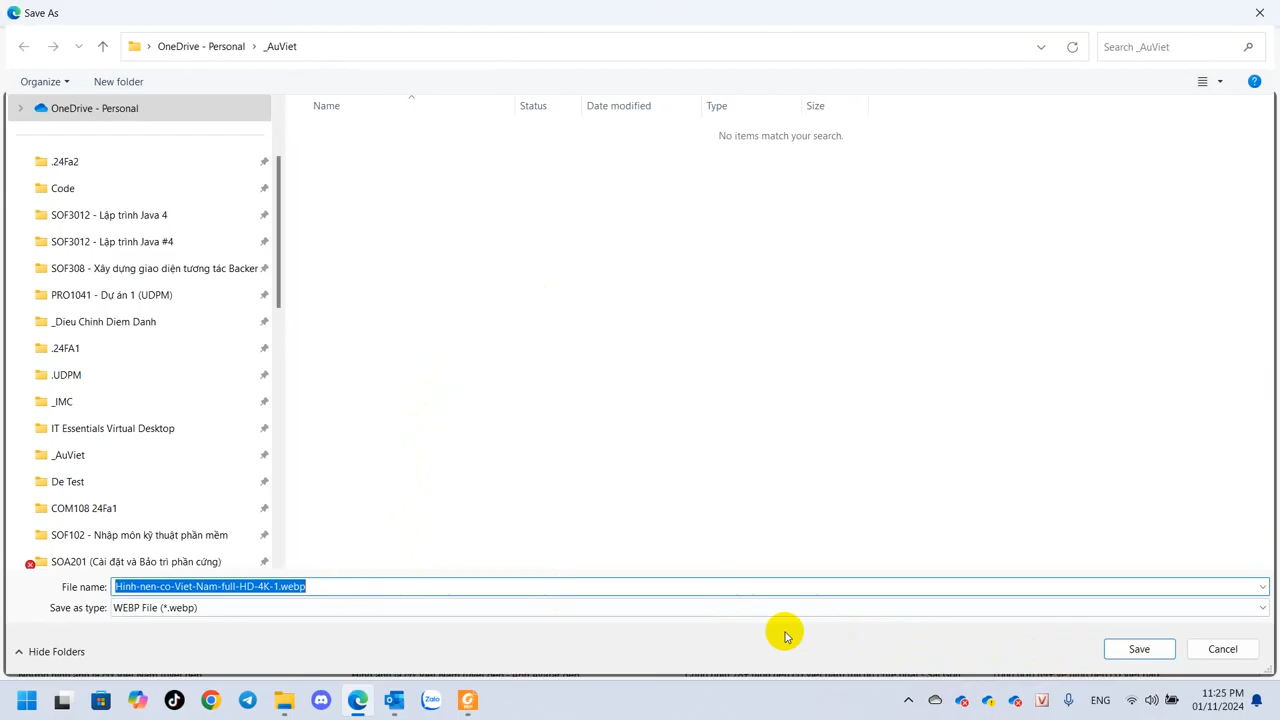 Save As
OneDrive - Personal
_AuViet
Search _AuViet
Organize
New folder
OneDrive - Personal
Name
Status
Date modified
Type
Size
No items match your search.
.24Fa2
Code
SOF3012 - Lập trình Java 4
SOF3012 - Lập trình Java #4
SOF308 - Xây dựng giao diện tương tác Backer
PRO1041 - Dự án 1 (UDPM)
_Dieu Chinh Diem Danh
.24FA1
.UDPM
_IMC
IT Essentials Virtual Desktop
_AuViet
De Test
COM108 24Fa1
SOF102 - Nhập môn kỹ thuật phần mềm
SOA201 (Cài đặt và Bảo trì phần cứng)
File name: Hinh-nen-co-Viet-Nam-full-HD-4K-1.webp
Save as type: WEBP File (*.webp)
Hide Folders
Save
Cancel
Zalo
ENG
11:25 PM
01/11/2024